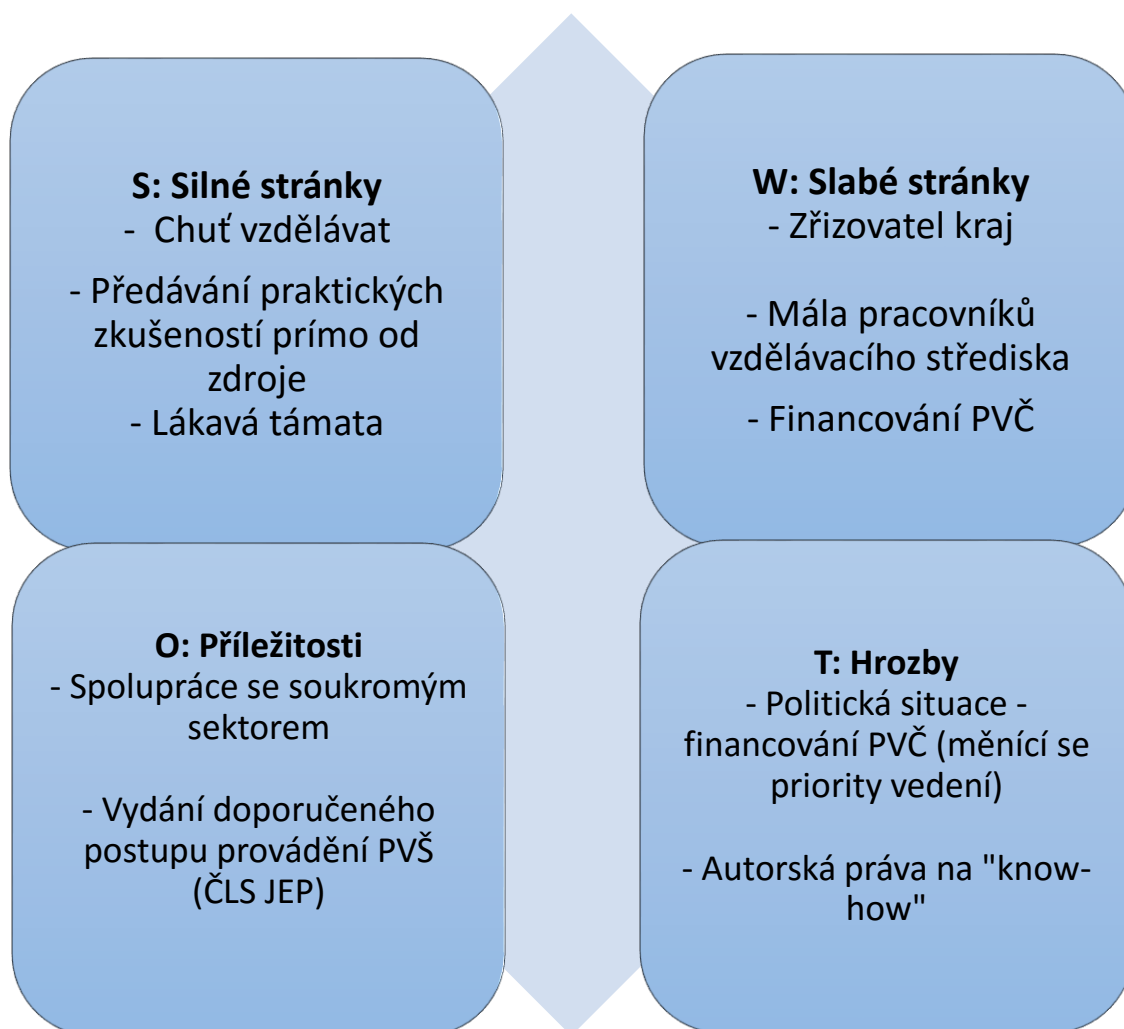 S: Silné stránky
- Chuť vzdělávat
- Předávání praktických
zkušeností prímo od
zdroje
- Lákavá támata
W: Slabé stránky
- Zřizovatel kraj
- Mála pracovníků
vzdělávacího střediska
- Financování PVČ
O: Příležitosti
- Spolupráce se soukromým
sektorem
- Vydání doporučeného
postupu provádění PVŠ
(ČLS JEP)
T: Hrozby
- Politická situace -
financování PVČ (měnící se
priority vedení)
- Autorská práva na "know-
how"